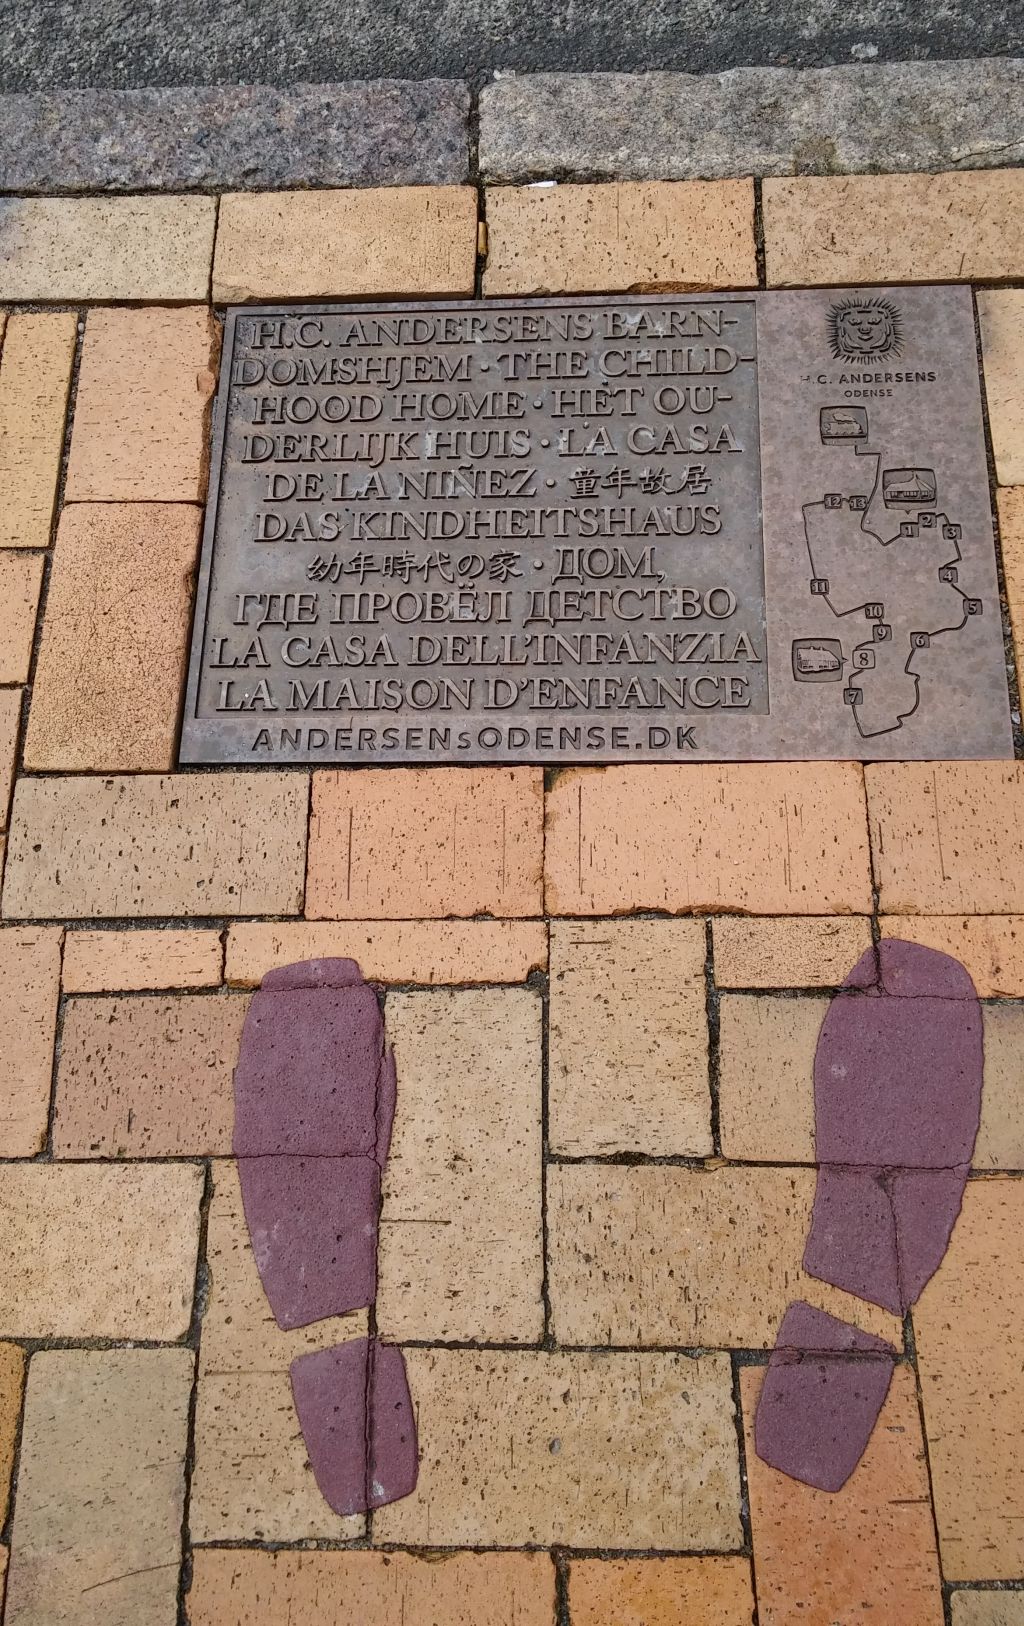 H.C. ANDERSENS BARN-
DOMSHJEM · THE CHILD-
HOOD HOME · HET OU-
DERLIJK HUIS · LA CASA
DE LA NIÑEZ · 童年故居
DAS KINDHEITSHAUS
幼年時代の家 · ДОМ,
ГДЕ ПРОВЁЛ ДЕТСТВО
LA CASA DELL'INFANZIA
LA MAISON D'ENFANCE
ANDERSENsODENSE.DK
H.C. ANDERSENS
ODENSE
12 13
1 2 3
4
11
5
10
9
6
8
7